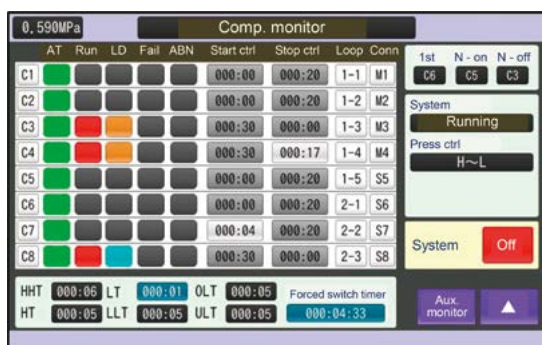 0.590MPa Comp. monitor
AT Run LD Fail ABN Start ctrl Stop ctrl Loop Conn
C1 000:00 000:20 1-1 M1
C2 000:00 000:20 1-2 M2
C3 000:30 000:00 1-3 M3
C4 000:30 000:17 1-4 M4
C5 000:00 000:20 1-5 S5
C6 000:00 000:20 2-1 S6
C7 000:04 000:20 2-2 S7
C8 000:30 000:00 2-3 S8
1st N - on N - off
C6 C5 C3
System
Running
Press ctrl
H~L
System Off
HHT 000:06 LT 000:01 OLT 000:05 Forced switch timer
HT 000:05 LLT 000:05 ULT 000:05 000:04:33
Aux.
monitor